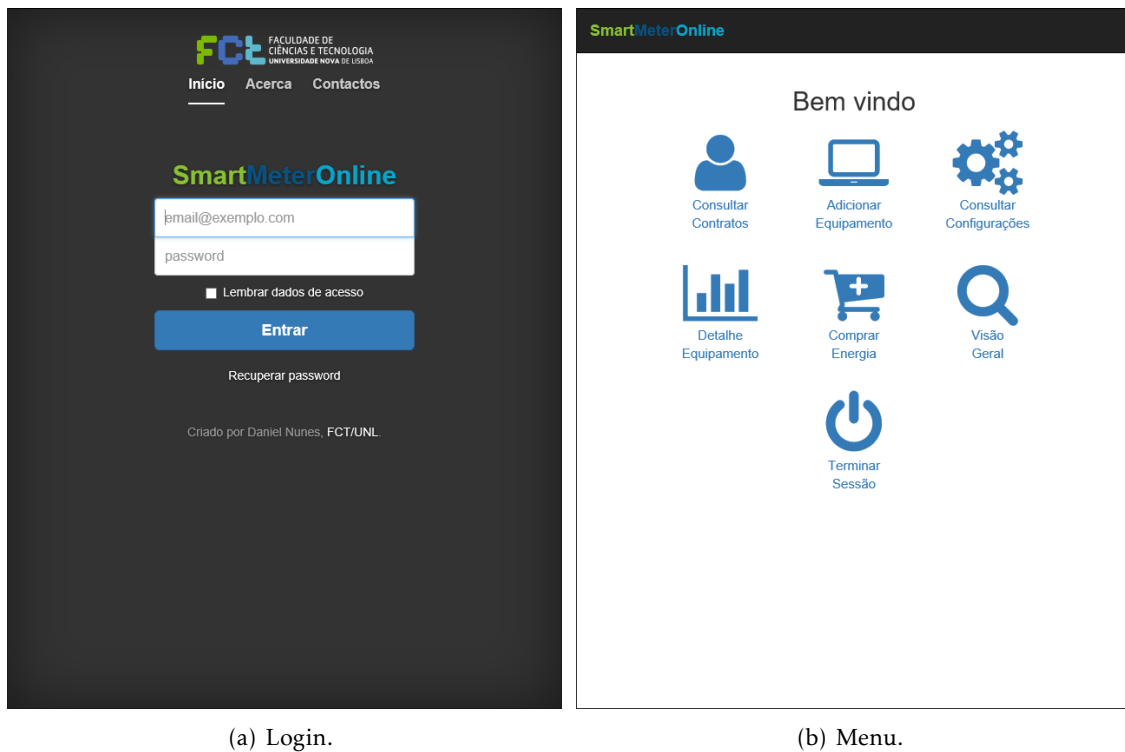 FCt
FACULDADE DE
CIÊNCIAS E TECNOLOGIA
UNIVERSIDADE NOVA DE LISBOA
Início Acerca Contactos
SmartMeterOnline
email@exemplo.com
password
Lembrar dados de acesso
Entrar
Recuperar password
Criado por Daniel Nunes, FCT/UNL.
(a) Login.
SmartMeterOnline
Bem vindo
Consultar
Contratos
Adicionar
Equipamento
Consultar
Configurações
Detalhe
Equipamento
Comprar
Energia
Visão
Geral
Terminar
Sessão
(b) Menu.